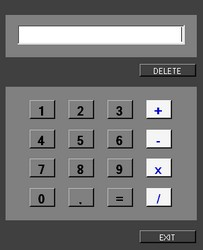 DELETE
1 2 3 +
4 5 6 -
7 8 9 x
0 . = /
EXIT